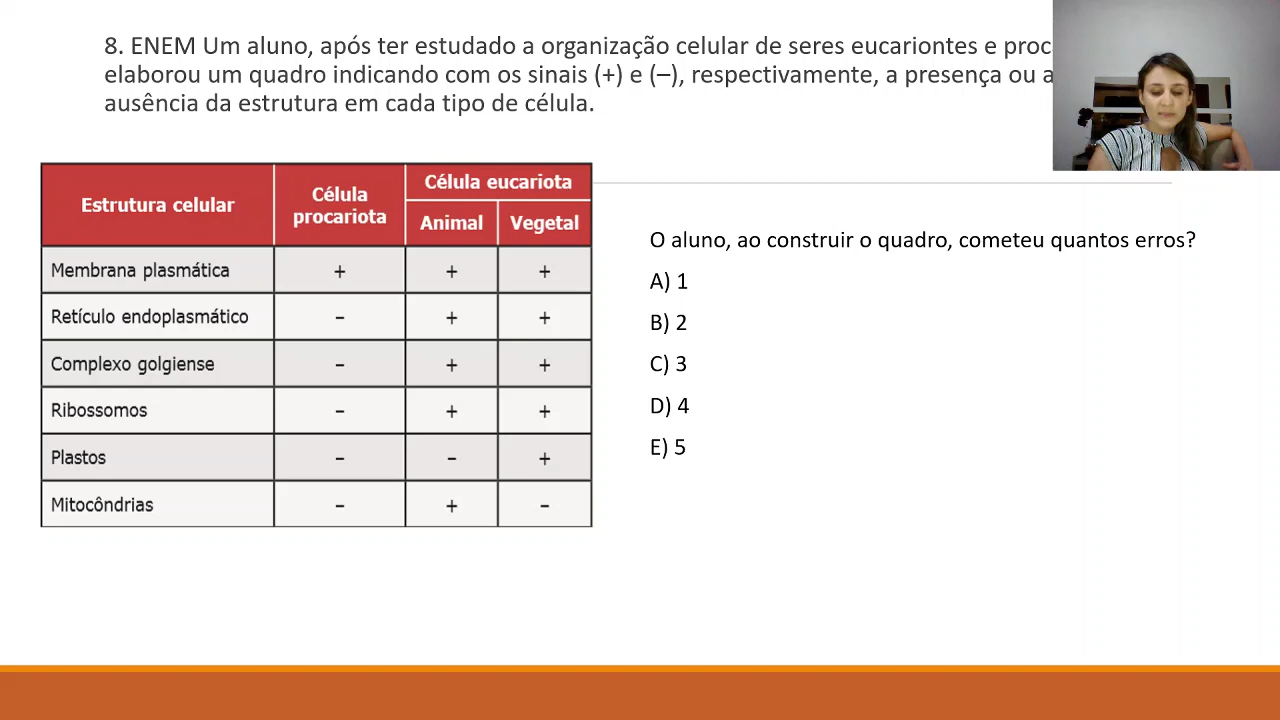 8. ENEM Um aluno, após ter estudado a organização celular de seres eucariontes e
elaborou um quadro indicando com os sinais (+) e (–), respectivamente, a presença ou a
ausência da estrutura em cada tipo de célula.
Estrutura celular Célula procariota Célula eucariota
Animal Vegetal
Membrana plasmática + + +
Retículo endoplasmático – + +
Complexo golgiense – + +
Ribossomos – + +
Plastos – – +
Mitocôndrias – + –
O aluno, ao construir o quadro, cometeu quantos erros?
A) 1
B) 2
C) 3
D) 4
E) 5